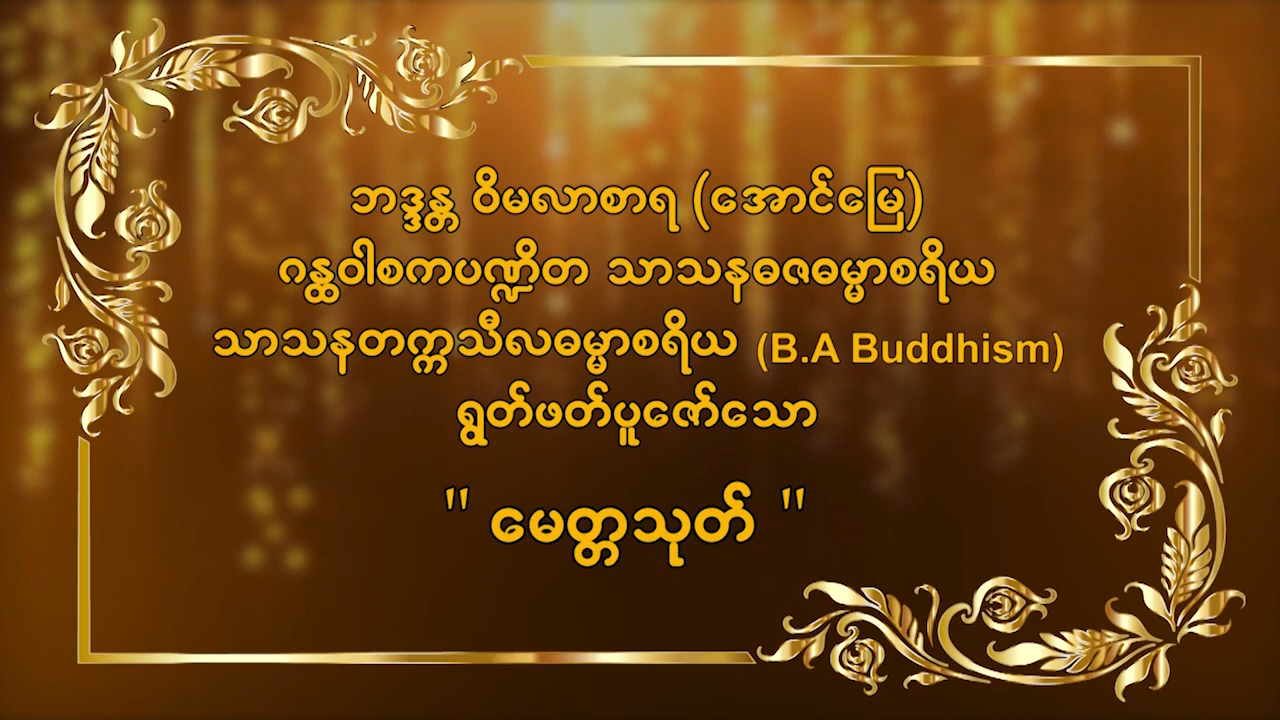 ဘဒ္ဒန္တ ဝိမလာစာရ (အောင်မြေ)
ဂန္ထဝါစကပဏ္ဍိတ သာသနဓဇဓမ္မာစရိယ
သာသနတက္ကသီလဓမ္မာစရိယ (B.A Buddhism)
ရွတ်ဖတ်ပူဇော်သော
" မေတ္တသုတ် "